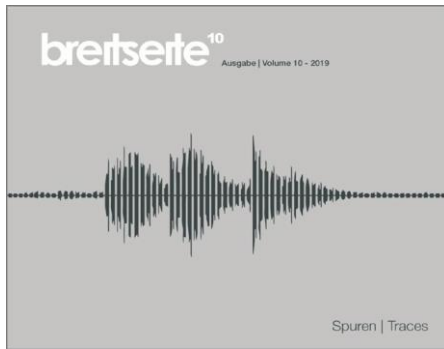 breitseite¹⁰
Ausgabe | Volume 10 - 2019
Spuren | Traces